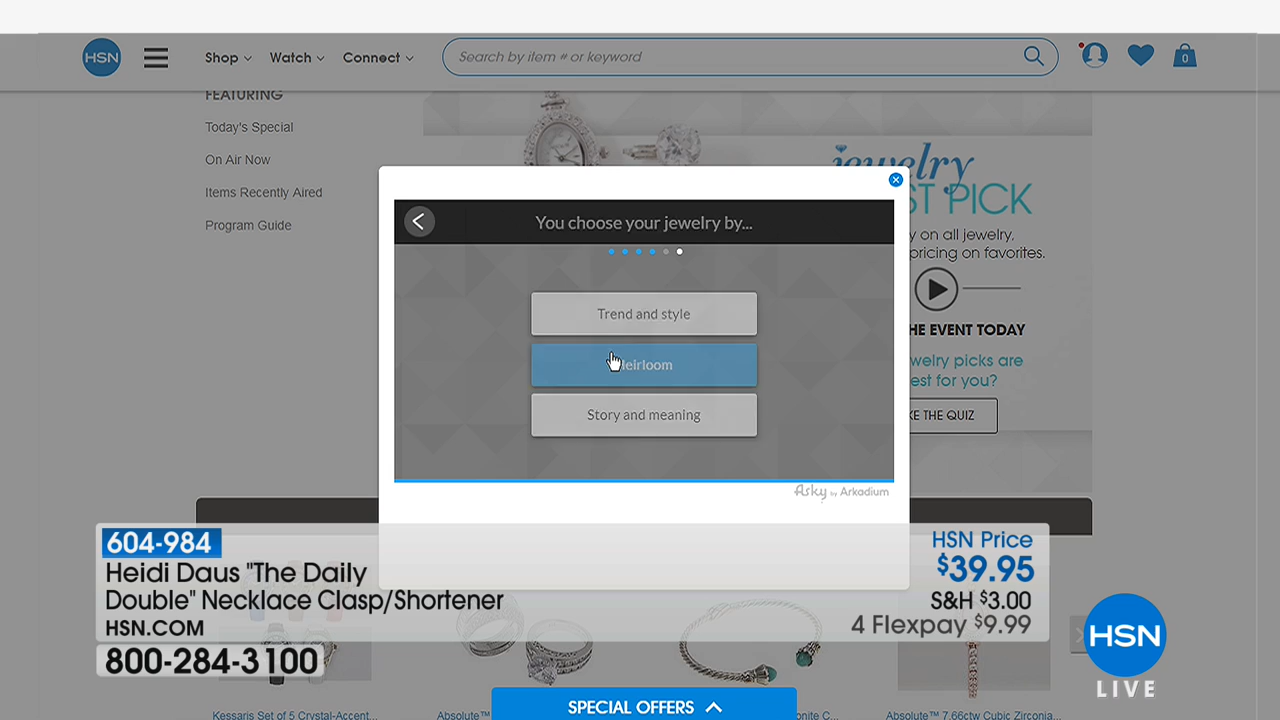 HSN
Shop
Watch
Connect
Search by item # or keyword
0
FEATURING
Today's Special
On Air Now
Items Recently Aired
Program Guide
jewelry
PICK
on all jewelry,
pricing on favorites.
THE EVENT TODAY
jewelry picks are
best for you?
THE QUIZ
You choose your jewelry by...
Trend and style
Heirloom
Story and meaning
Asky by Arkadium
604-984
Heidi Daus "The Daily
Double" Necklace Clasp/Shortener
HSN.COM
800-284-3100
HSN Price
$39.95
S&H $3.00
4 Flexpay $9.99
HSN
LIVE
SPECIAL OFFERS
Kessaris Set of 5 Crystal-Accent...
Absolute™
Absolute™ 7.66ctw Cubic Zirconia...